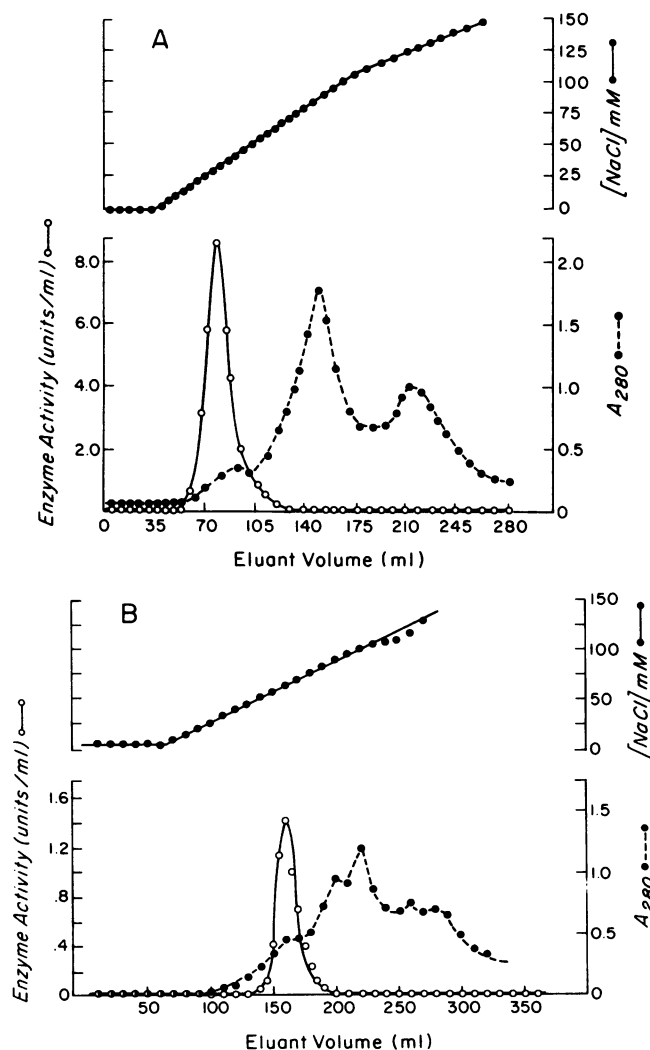 A
150
125
100
75
50
25
0
[NaCl] mM
Enzyme Activity (units/ml)
8.0
6.0
4.0
2.0
2.0
1.5
1.0
0.5
0
A280
0 35 70 105 140 175 210 245 280
Eluant Volume (ml)
B
150
100
50
0
[NaCl] mM
Enzyme Activity (units/ml)
1.6
1.2
.8
.4
0
1.5
1.0
0.5
0
A280
50 100 150 200 250 300 350
Eluant Volume (ml)